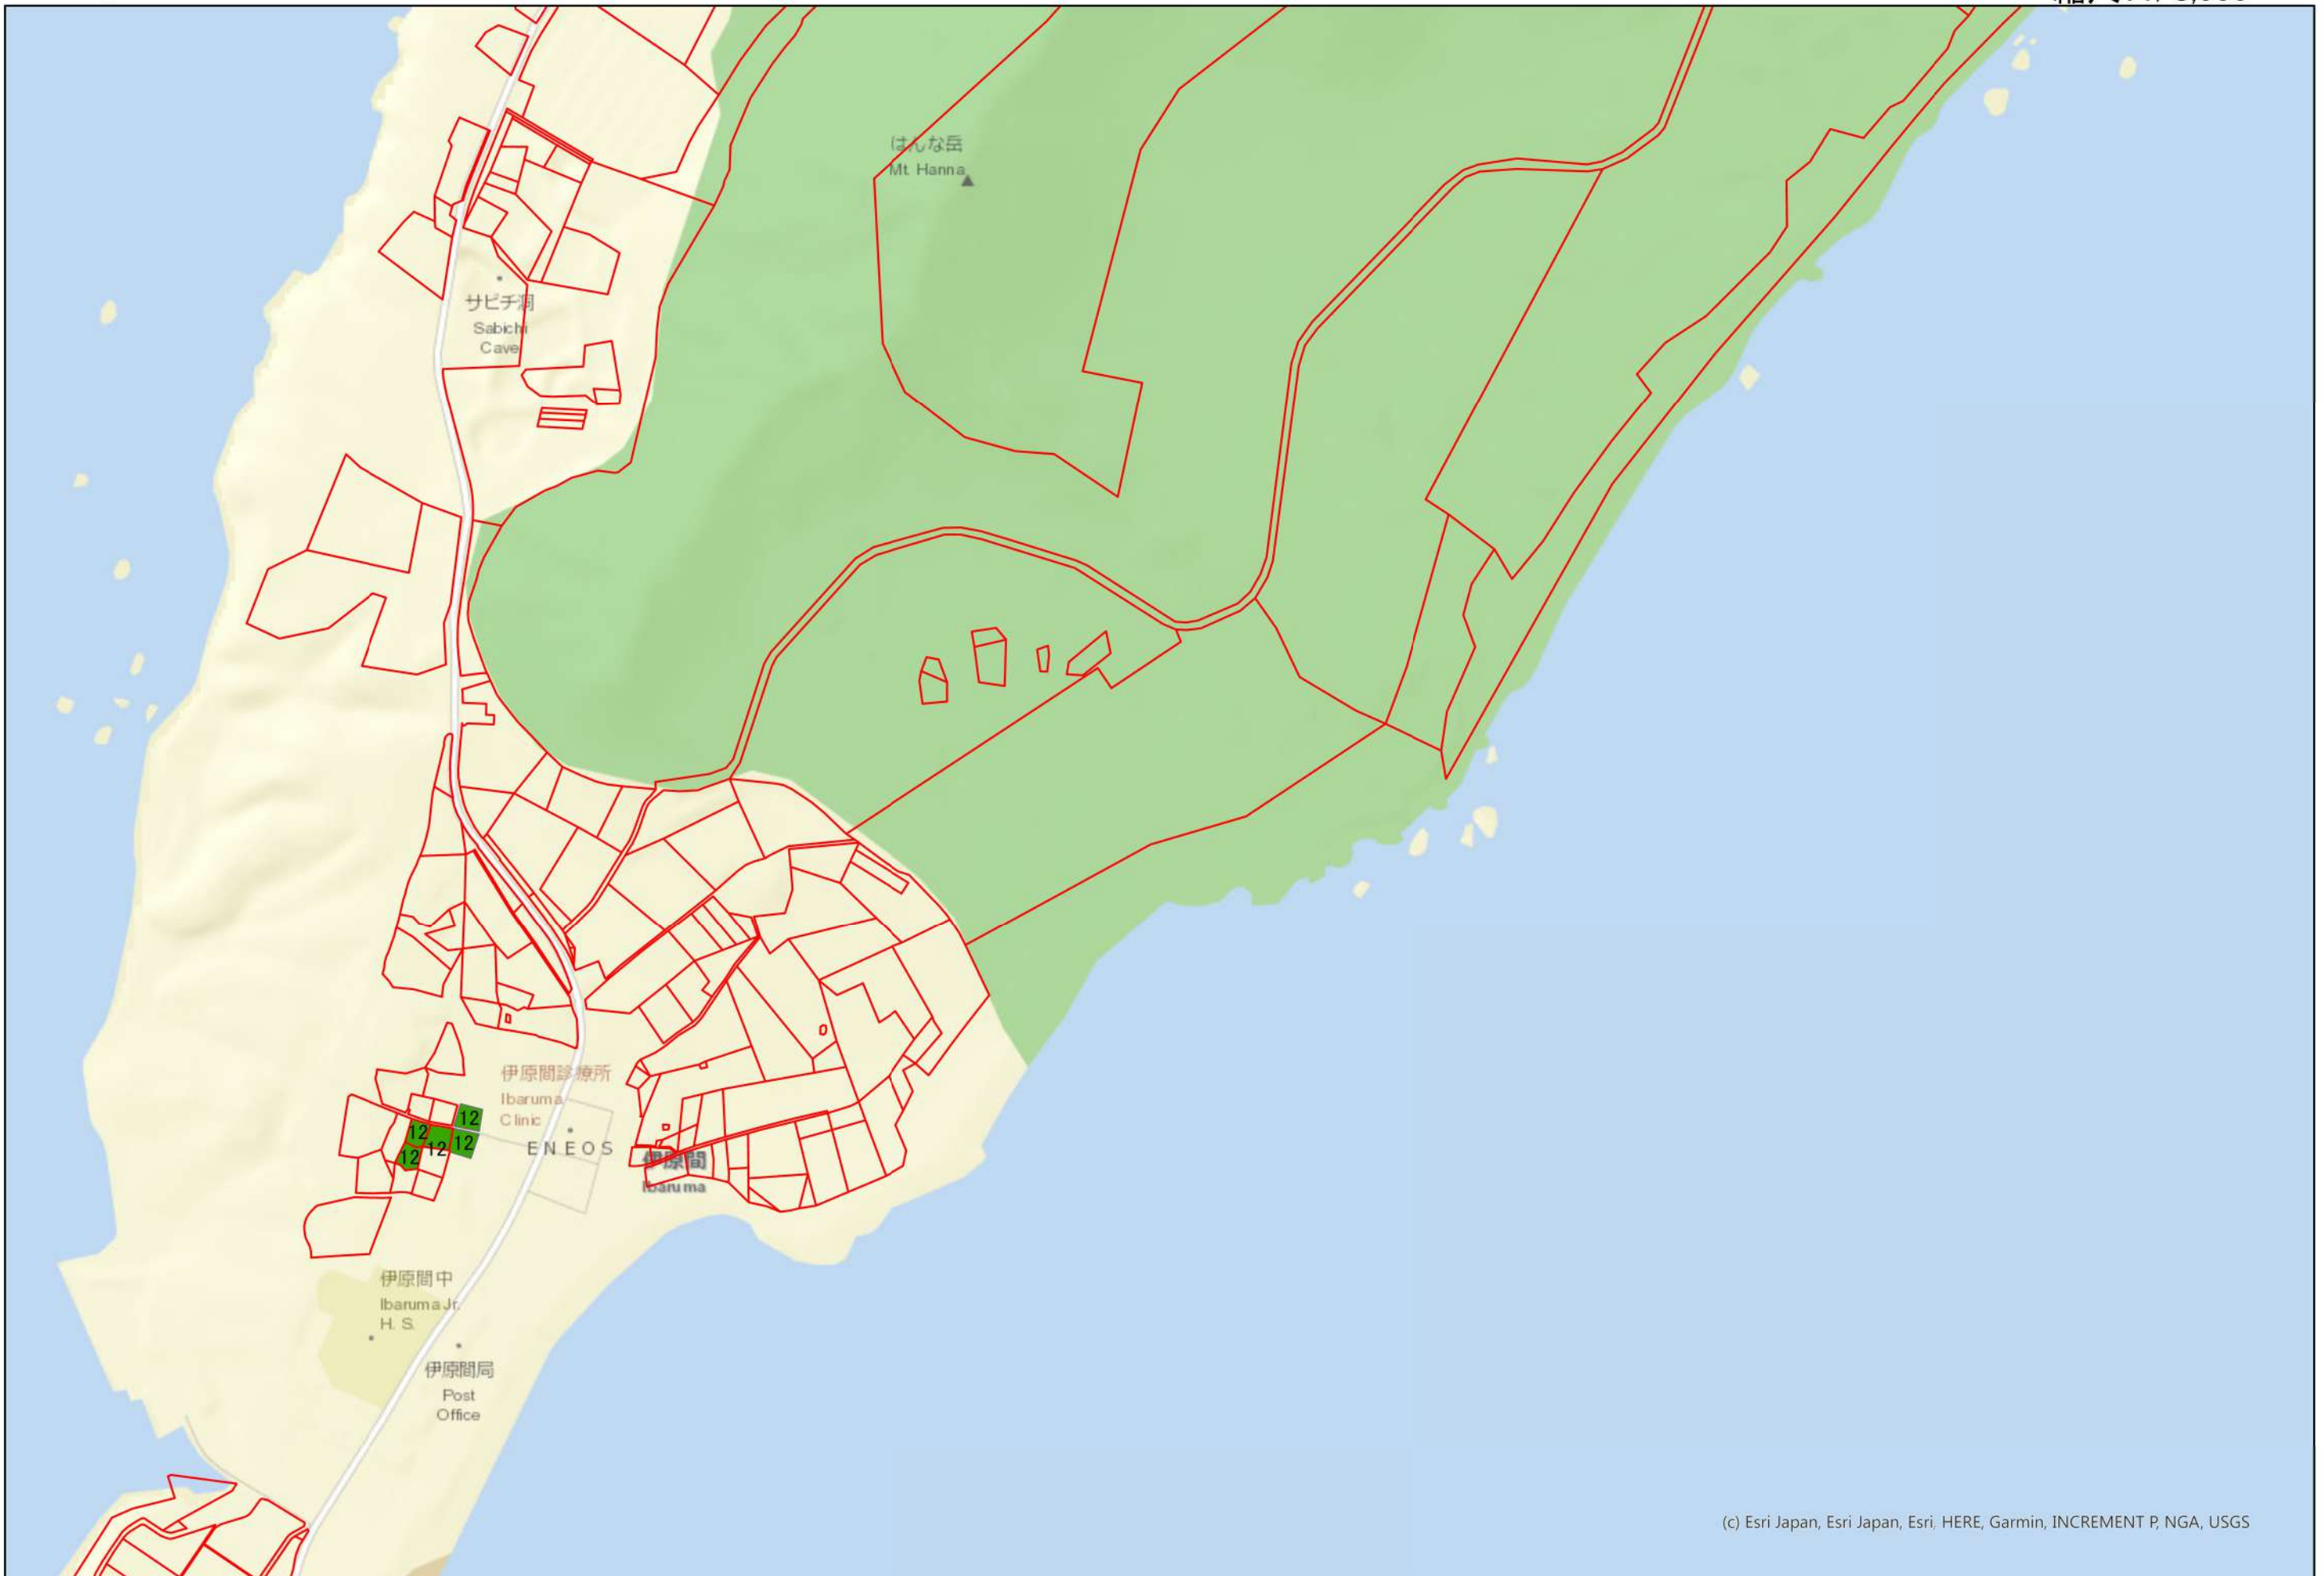 はんな岳
Mt. Hanna
サビチ洞
Sabichi
Cave
伊原間診療所
Ibaruma
Clinic
12
12
12
12
12
ENEOS
伊原間
Ibaruma
伊原間中
Ibaruma Jr.
H. S.
伊原間局
Post
Office
(c) Esri Japan, Esri Japan, Esri, HERE, Garmin, INCREMENT P, NGA, USGS